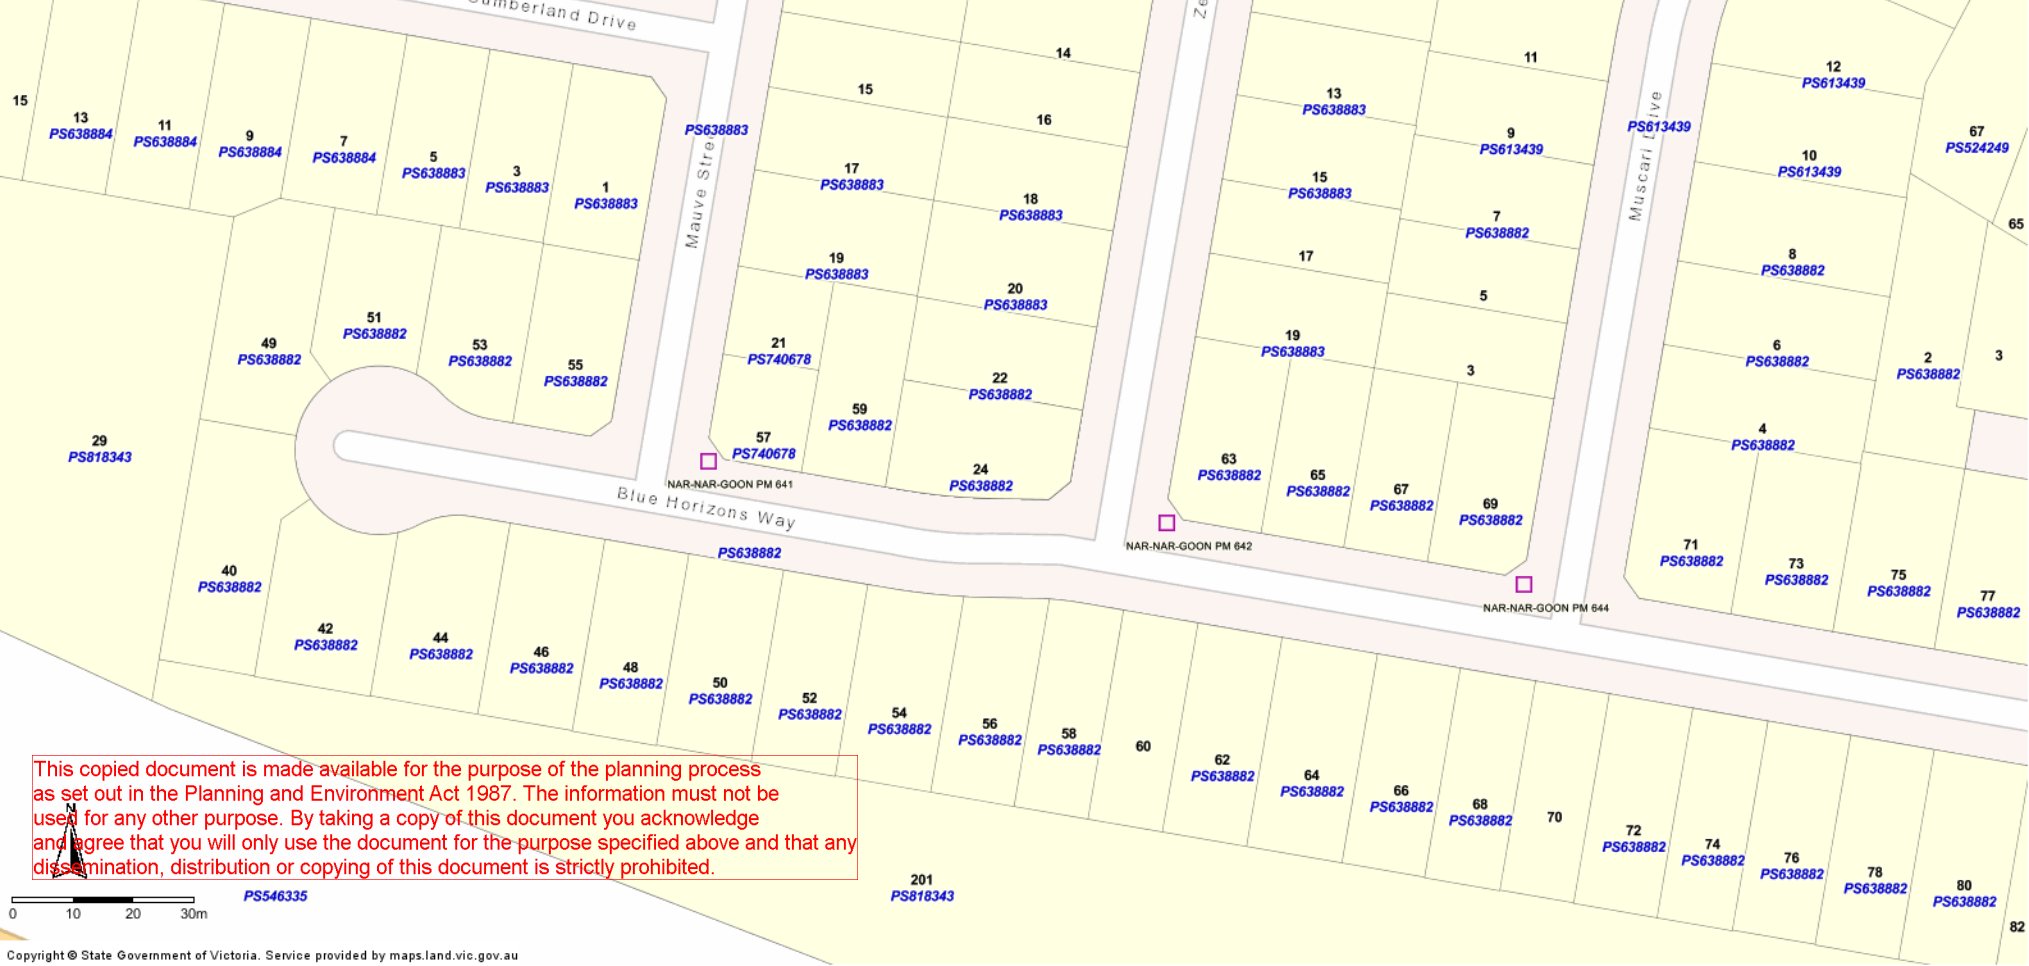 Cumberland Drive
Ze
14
11
12
PS613439
15
13
PS638884
11
PS638884
9
PS638884
7
PS638884
5
PS638883
3
PS638883
1
PS638883
PS638883
Mauve Stree
15
16
13
PS638883
9
PS613439
PS613439
Muscari Drive
10
PS613439
67
PS524249
17
PS638883
18
PS638883
15
PS638883
7
PS638882
65
19
PS638883
20
PS638883
17
5
8
PS638882
49
PS638882
51
PS638882
53
PS638882
55
PS638882
21
PS740678
22
PS638882
19
PS638883
3
6
PS638882
2
PS638882
3
29
PS818343
57
PS740678
59
PS638882
24
PS638882
63
PS638882
65
PS638882
67
PS638882
69
PS638882
4
PS638882
NAR-NAR-GOON PM 641
Blue Horizons Way
PS638882
NAR-NAR-GOON PM 642
NAR-NAR-GOON PM 644
71
PS638882
73
PS638882
75
PS638882
77
PS638882
40
PS638882
42
PS638882
44
PS638882
46
PS638882
48
PS638882
50
PS638882
52
PS638882
54
PS638882
56
PS638882
58
PS638882
60
62
PS638882
64
PS638882
66
PS638882
68
PS638882
70
72
PS638882
74
PS638882
76
PS638882
78
PS638882
80
PS638882
82
This copied document is made available for the purpose of the planning process
as set out in the Planning and Environment Act 1987. The information must not be
used for any other purpose. By taking a copy of this document you acknowledge
and agree that you will only use the document for the purpose specified above and that any
dissemination, distribution or copying of this document is strictly prohibited.
N
PS546335
201
PS818343
0 10 20 30m
Copyright © State Government of Victoria. Service provided by maps.land.vic.gov.au